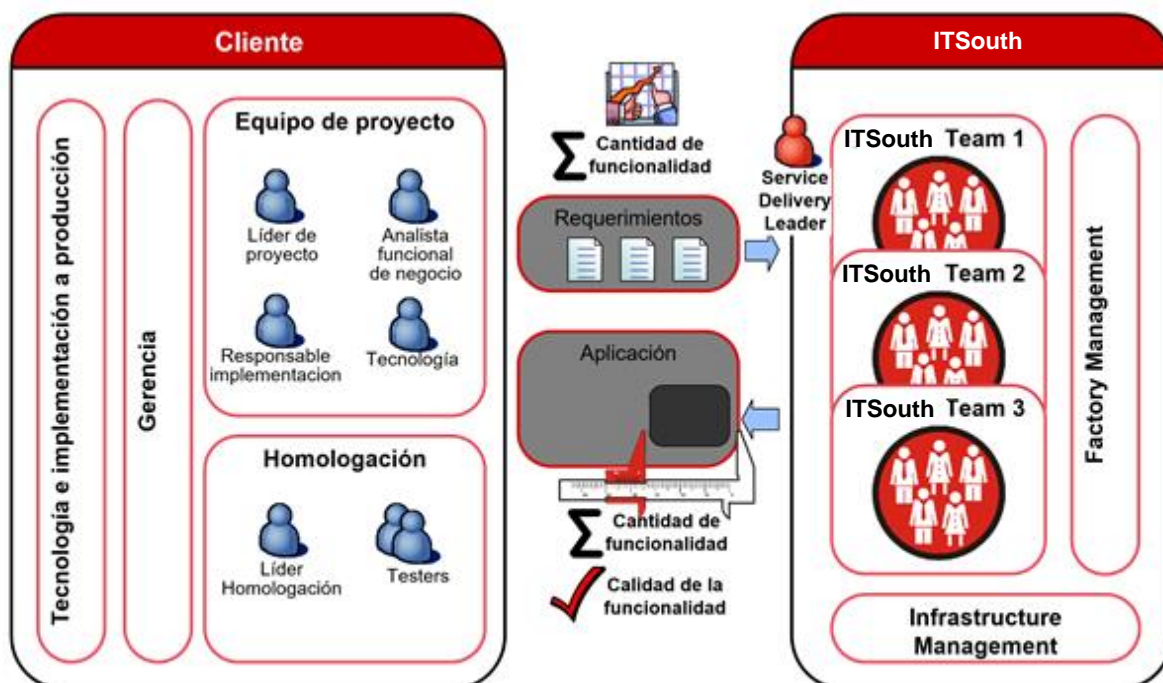 Cliente
Tecnología e implementación a producción
Gerencia
Equipo de proyecto
Líder de
proyecto
Analista
funcional
de negocio
Responsable
implementacion
Tecnología
Homologación
Líder
Homologación
Testers
∑ Cantidad de
funcionalidad
Requerimientos
Aplicación
∑ Cantidad de
funcionalidad
Calidad de la
funcionalidad
ITSouth
Service
Delivery
Leader
ITSouth Team 1
ITSouth Team 2
ITSouth Team 3
Factory Management
Infrastructure
Management